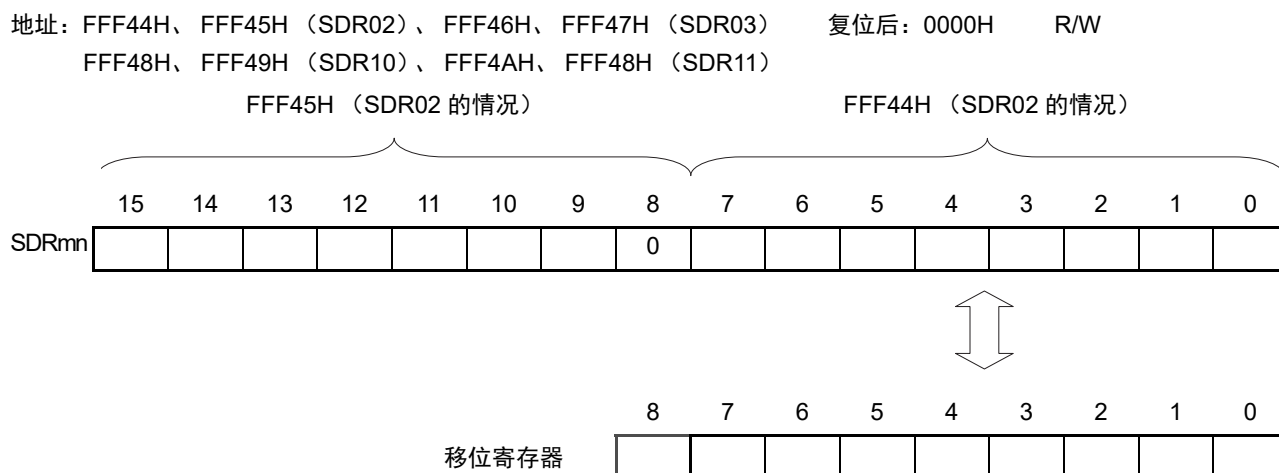 地址：FFF44H、 FFF45H （SDR02）、 FFF46H、 FFF47H （SDR03） 复位后：0000H R/W
FFF48H、 FFF49H （SDR10）、 FFF4AH、 FFF48H （SDR11）
FFF45H （SDR02 的情况） FFF44H （SDR02 的情况）
15 14 13 12 11 10 9 8 7 6 5 4 3 2 1 0
SDRmn 0
8 7 6 5 4 3 2 1 0
移位寄存器